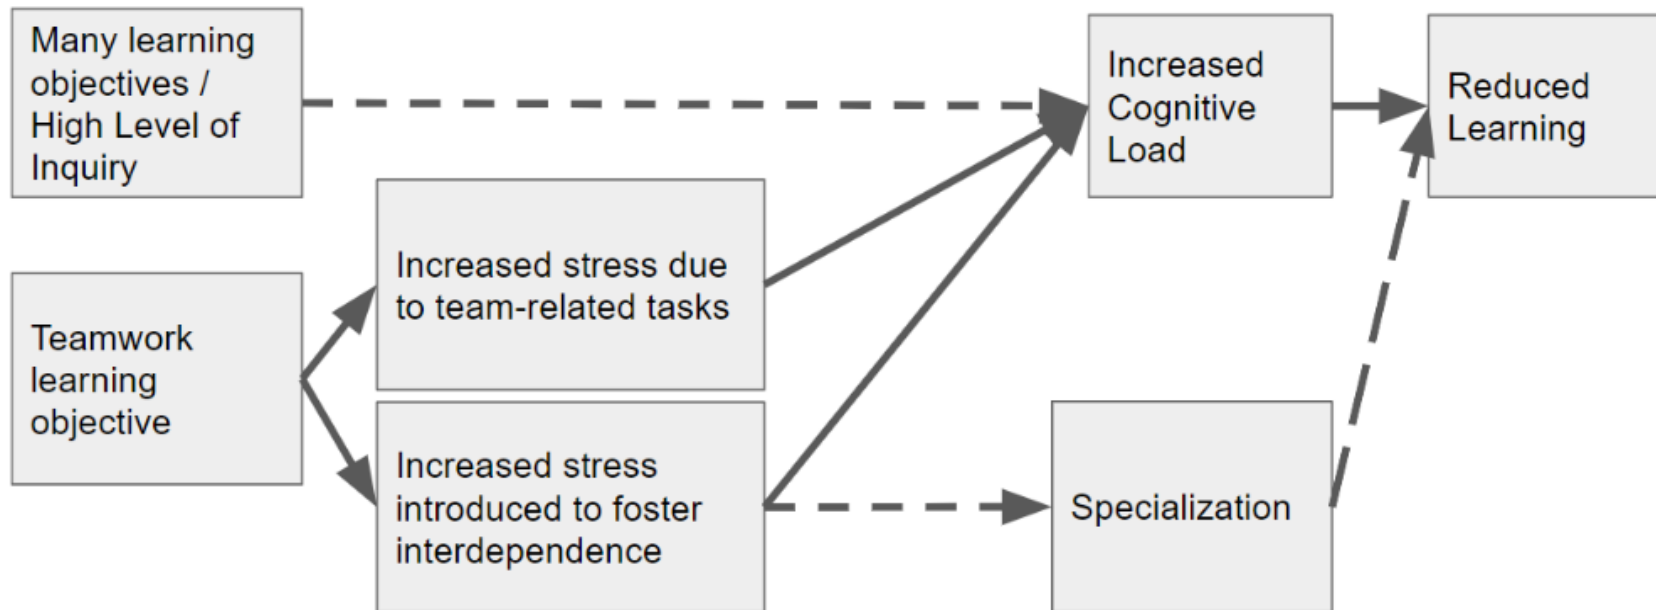 Many learning
objectives /
High Level of
Inquiry
Increased
Cognitive
Load
Reduced
Learning
Increased stress due
to team-related tasks
Teamwork
learning
objective
Increased stress
introduced to foster
interdependence
Specialization